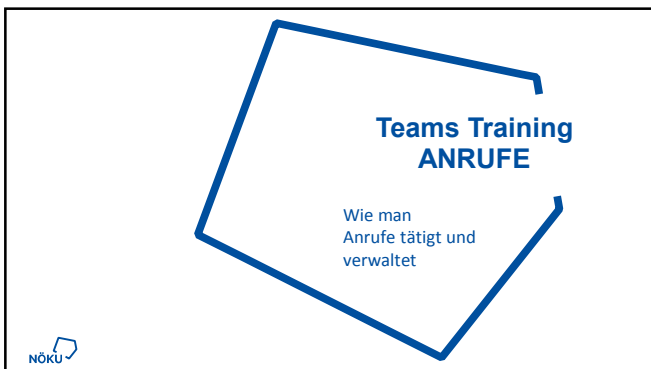 Teams Training
ANRUFE
Wie man
Anrufe tätigt und
verwaltet
NÖKU